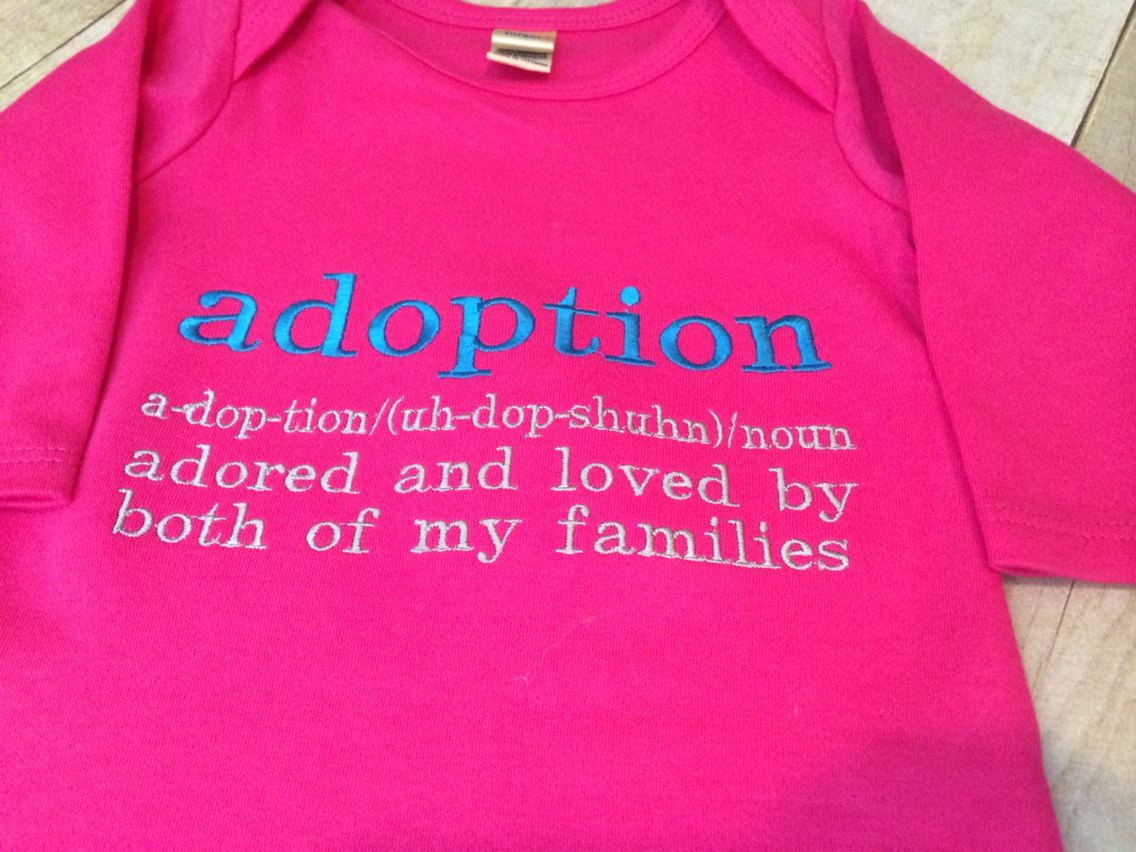 adoption
a-dop-tion/(uh-dop-shuhn)/noun
adored and loved by
both of my families